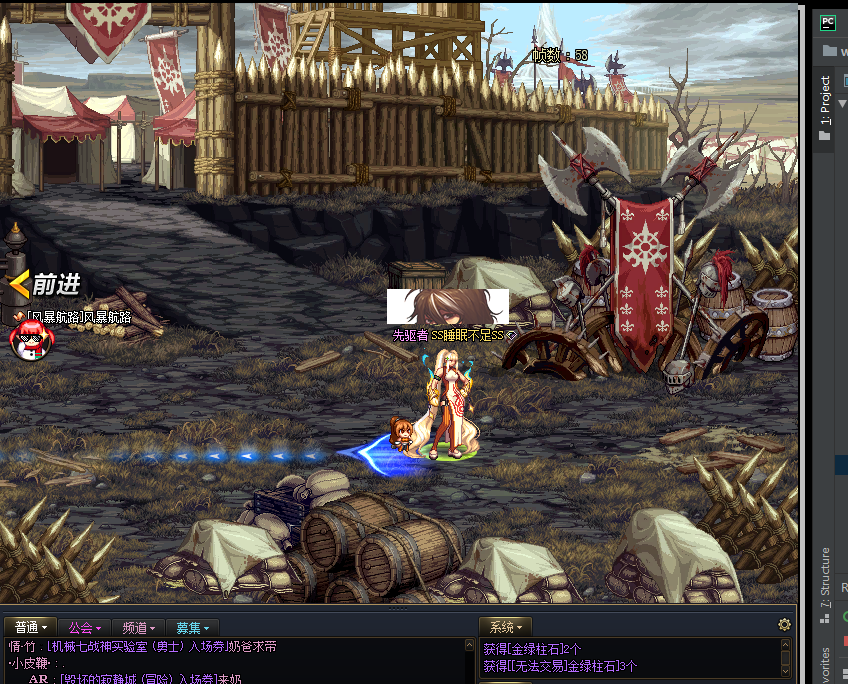 PC
帧数：58
1: Project
前进
[风暴航路]风暴航路
先驱者 SS睡眠不足SS
7: Structure
普通
公会
频道
募集
系统
情·竹 . [机械七战神实验室 (勇士) 入场券]奶爸求带
·小皮鞭· : .
AR : [毁坏的寂静城 (冒险) 入场券]来奶
获得[金绿柱石]2个
获得[[无法交易]金绿柱石]3个